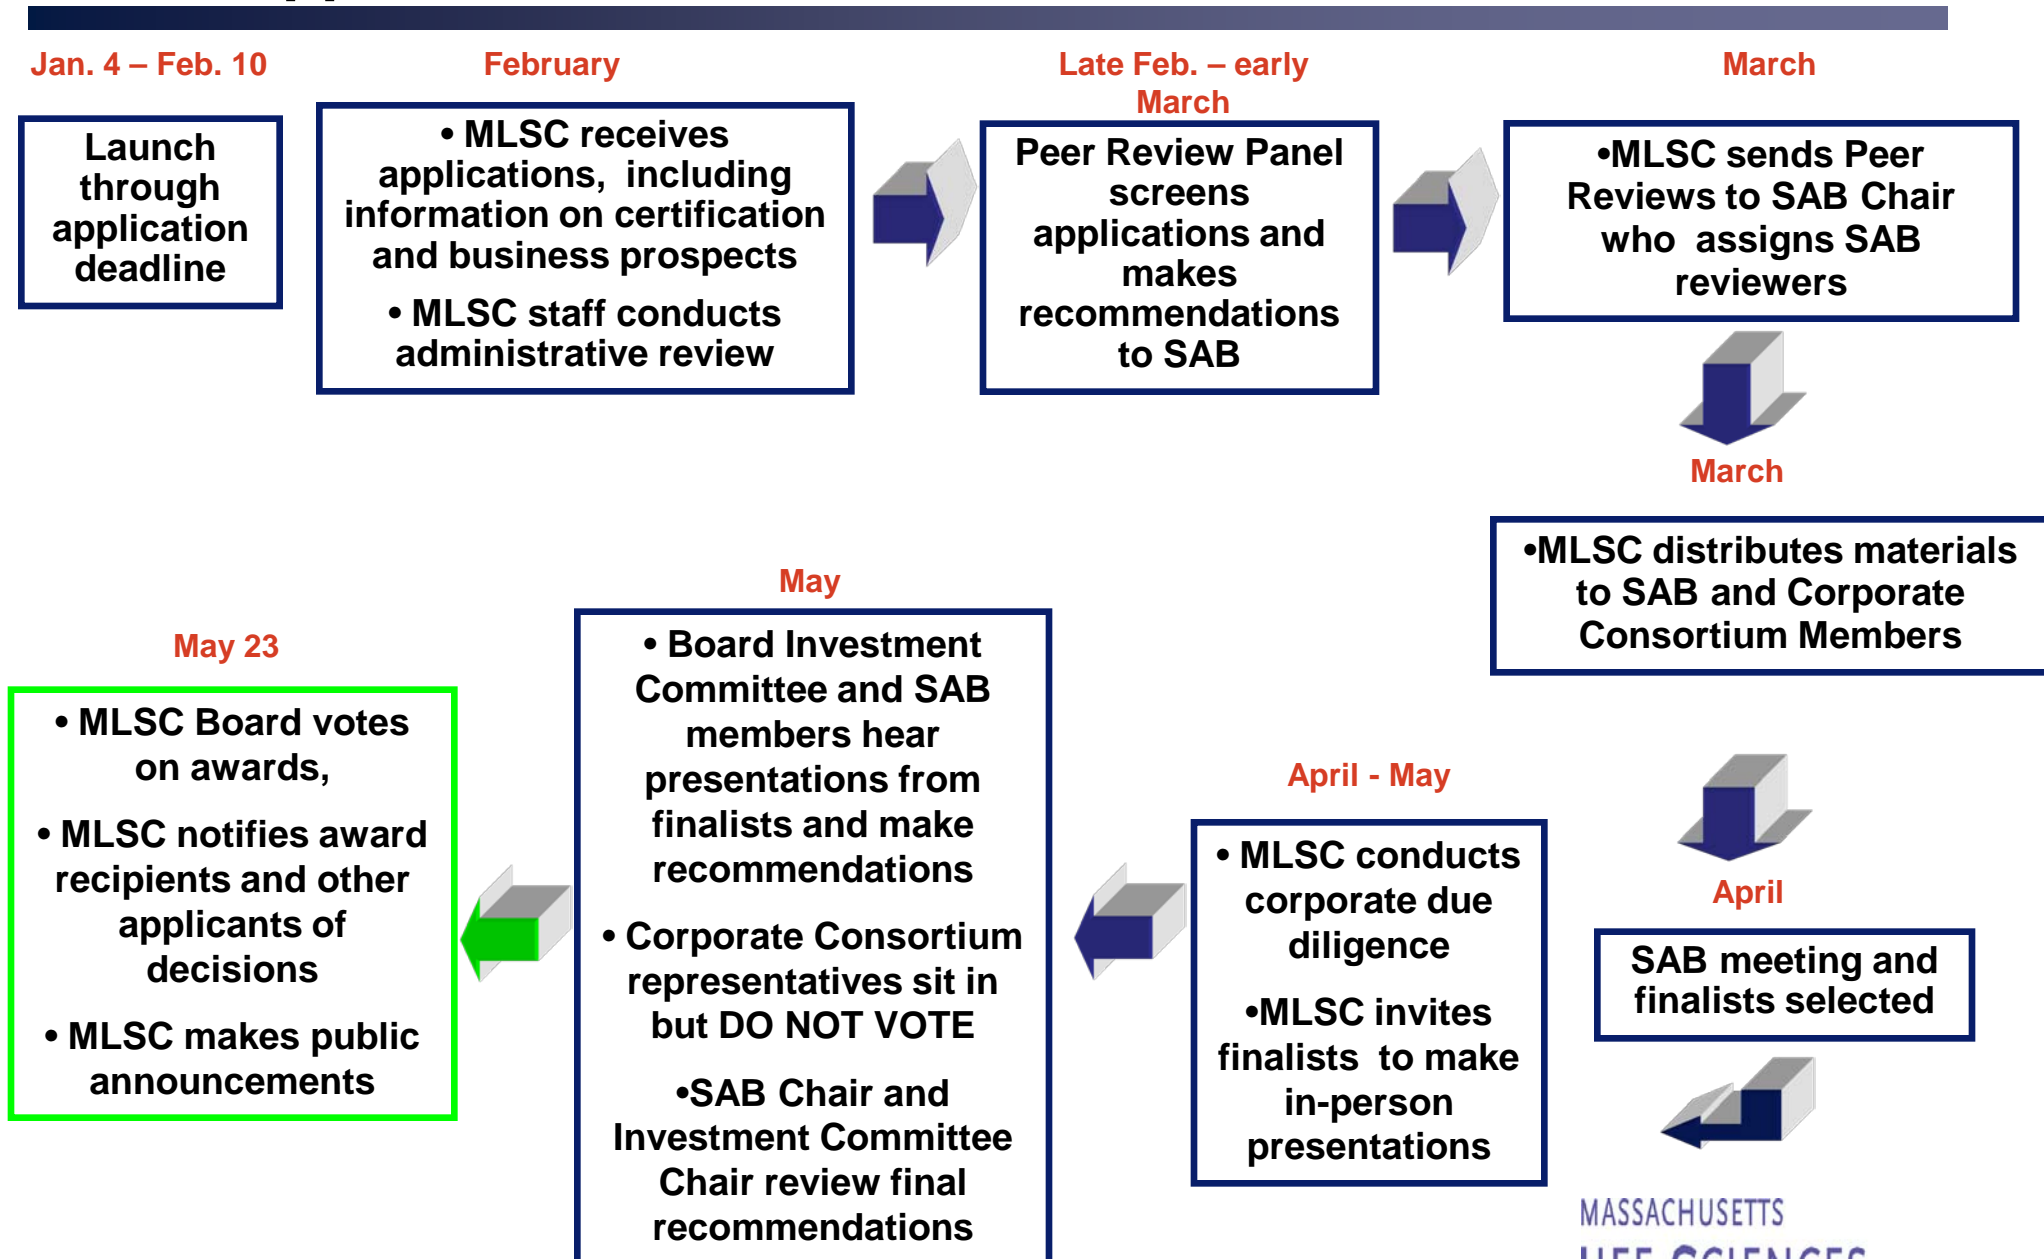 Jan. 4 – Feb. 10
Launch
through
application
deadline
February
• MLSC receives
applications,  including
information on certification
and business prospects
• MLSC staff conducts
administrative review
Late Feb. – early
March
Peer Review Panel
screens
applications and
makes
recommendations
to SAB
March
•MLSC sends Peer
Reviews to SAB Chair
who  assigns SAB
reviewers
March
•MLSC distributes materials
to SAB and Corporate
Consortium Members
April
SAB meeting and
finalists selected
April - May
• MLSC conducts
corporate due
diligence
•MLSC invites
finalists  to make
in-person
presentations
May
• Board Investment
Committee and SAB
members hear
presentations from
finalists and make
recommendations
• Corporate Consortium
representatives sit in
but DO NOT VOTE
•SAB Chair and
Investment Committee
Chair review final
recommendations
May 23
• MLSC Board votes
on awards,
• MLSC notifies award
recipients and other
applicants of
decisions
• MLSC makes public
announcements
MASSACHUSETTS
LIFE SCIENCES